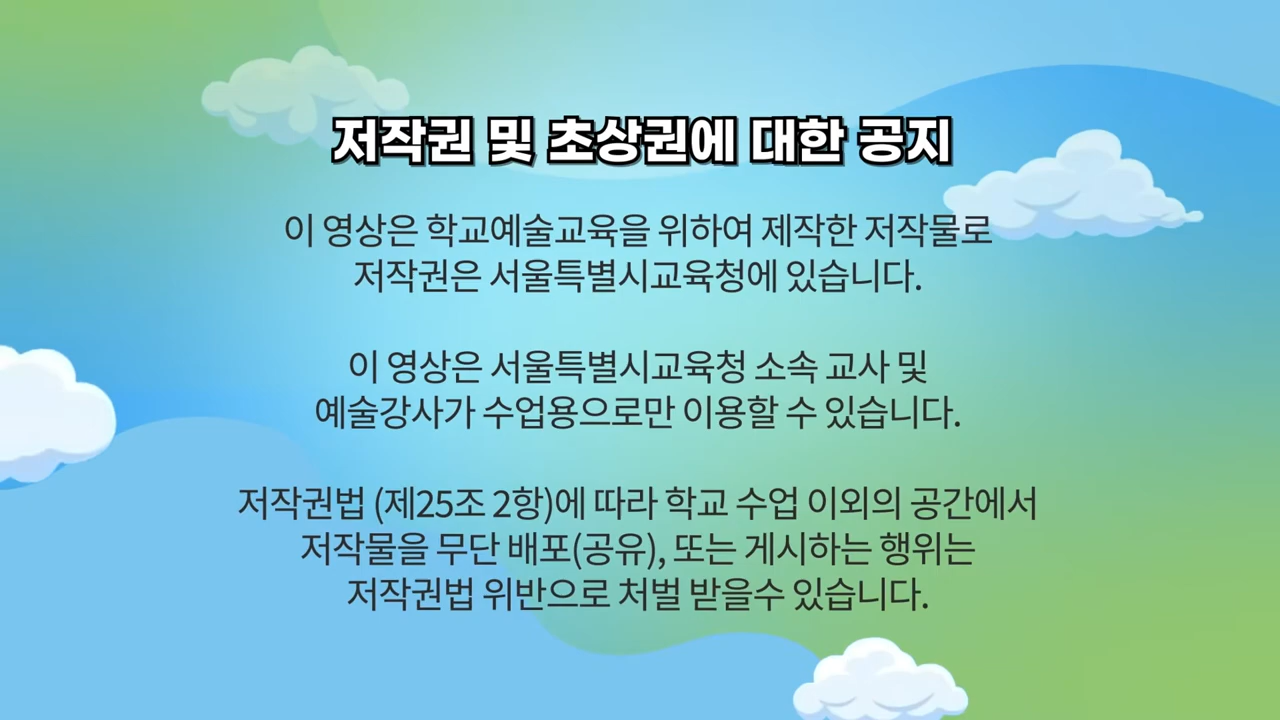 저작권 및 초상권에 대한 공지
이 영상은 학교예술교육을 위하여 제작한 저작물로
저작권은 서울특별시교육청에 있습니다.
이 영상은 서울특별시교육청 소속 교사 및
예술강사가 수업용으로만 이용할 수 있습니다.
저작권법 (제25조 2항)에 따라 학교 수업 이외의 공간에서
저작물을 무단 배포(공유), 또는 게시하는 행위는
저작권법 위반으로 처벌 받을수 있습니다.